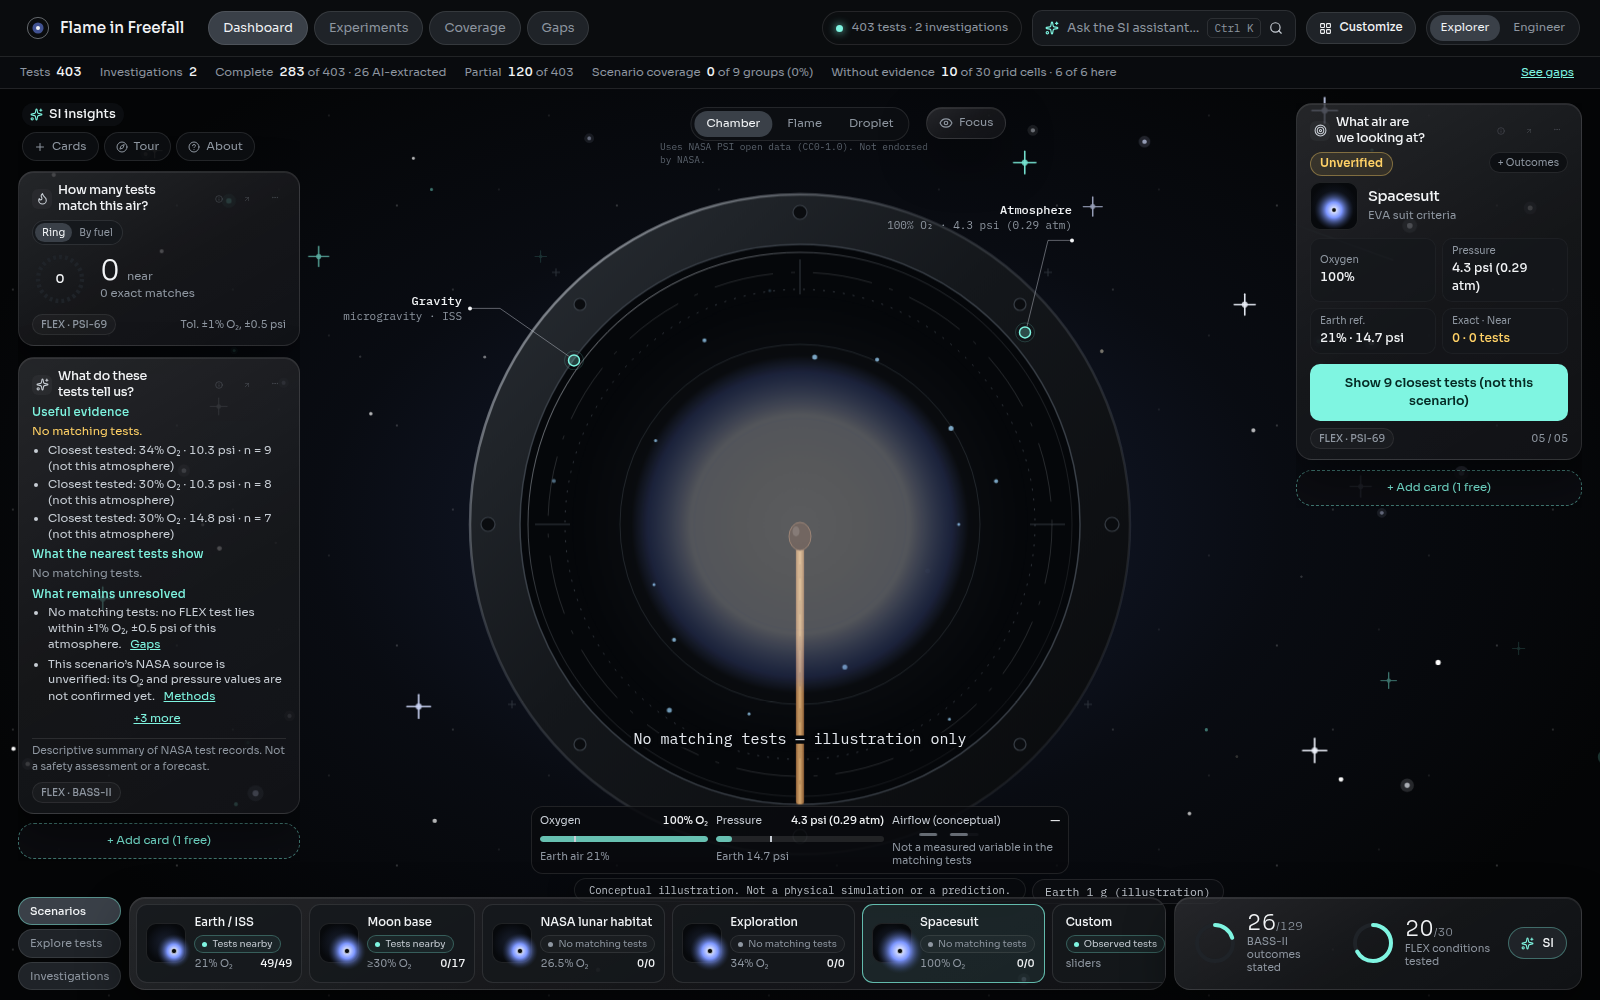 Flame in Freefall
Dashboard
Experiments
Coverage
Gaps
403 tests · 2 investigations
Ask the SI assistant...
Ctrl K
Customize
Explorer
Engineer
Tests 403
Investigations 2
Complete 283 of 403 · 26 AI-extracted
Partial 120 of 403
Scenario coverage 0 of 9 groups (0%)
Without evidence 10 of 30 grid cells · 6 of 6 here
See gaps
SI insights
+ Cards
Tour
About
How many tests
match this air?
Ring
By fuel
0
0 near
0 exact matches
FLEX · PSI-69
Tol. ±1% O₂, ±0.5 psi
What do these
tests tell us?
Useful evidence
No matching tests.
• Closest tested: 34% O₂ · 10.3 psi · n = 9
(not this atmosphere)
• Closest tested: 30% O₂ · 10.3 psi · n = 8
(not this atmosphere)
• Closest tested: 30% O₂ · 14.8 psi · n = 7
(not this atmosphere)
What the nearest tests show
No matching tests.
What remains unresolved
• No matching tests: no FLEX test lies
within ±1% O₂, ±0.5 psi of this
atmosphere. Gaps
• This scenario's NASA source is
unverified: its O₂ and pressure values are
not confirmed yet. Methods
+3 more
Descriptive summary of NASA test records. Not
a safety assessment or a forecast.
FLEX · BASS-II
+ Add card (1 free)
Chamber
Flame
Droplet
Focus
Uses NASA PSI open data (CC0-1.0). Not endorsed
by NASA.
Atmosphere
100% O₂ · 4.3 psi (0.29 atm)
Gravity
microgravity · ISS
No matching tests — illustration only
Oxygen 100% O₂
Earth air 21%
Pressure 4.3 psi (0.29 atm)
Earth 14.7 psi
Airflow (conceptual) —
Not a measured variable in the
matching tests
Conceptual illustration. Not a physical simulation or a prediction.
Earth 1 g (illustration)
What air are
we looking at?
Unverified
+ Outcomes
Spacesuit
EVA suit criteria
Oxygen
100%
Pressure
4.3 psi (0.29
atm)
Earth ref.
21% · 14.7 psi
Exact · Near
0 · 0 tests
Show 9 closest tests (not this
scenario)
FLEX · PSI-69
05 / 05
+ Add card (1 free)
Scenarios
Explore tests
Investigations
Earth / ISS
Tests nearby
21% O₂ 49/49
Moon base
Tests nearby
≥30% O₂ 0/17
NASA lunar habitat
No matching tests
26.5% O₂ 0/0
Exploration
No matching tests
34% O₂ 0/0
Spacesuit
No matching tests
100% O₂ 0/0
Custom
Observed tests
sliders
26/129
BASS-II
outcomes
stated
20/30
FLEX conditions
tested
SI